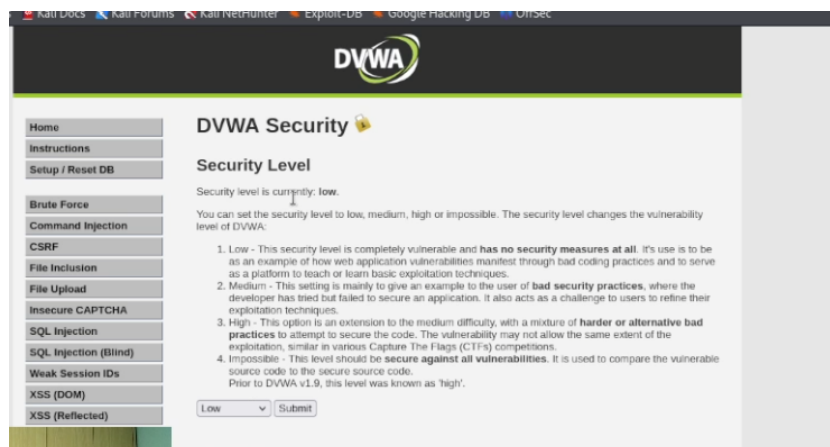 Kali Docs Kali Forums Kali NetHunter Exploit-DB Google Hacking DB OffSec
DVWA
Home
Instructions
Setup / Reset DB
Brute Force
Command Injection
CSRF
File Inclusion
File Upload
Insecure CAPTCHA
SQL Injection
SQL Injection (Blind)
Weak Session IDs
XSS (DOM)
XSS (Reflected)
DVWA Security
Security Level
Security level is currently: low.
You can set the security level to low, medium, high or impossible. The security level changes the vulnerability
level of DVWA:
1. Low - This security level is completely vulnerable and has no security measures at all. It's use is to be
as an example of how web application vulnerabilities manifest through bad coding practices and to serve
as a platform to teach or learn basic exploitation techniques.
2. Medium - This setting is mainly to give an example to the user of bad security practices, where the
developer has tried but failed to secure an application. It also acts as a challenge to users to refine their
exploitation techniques.
3. High - This option is an extension to the medium difficulty, with a mixture of harder or alternative bad
practices to attempt to secure the code. The vulnerability may not allow the same extent of the
exploitation, similar in various Capture The Flags (CTFs) competitions.
4. Impossible - This level should be secure against all vulnerabilities. It is used to compare the vulnerable
source code to the secure source code.
Prior to DVWA v1.9, this level was known as 'high'.
Low Submit